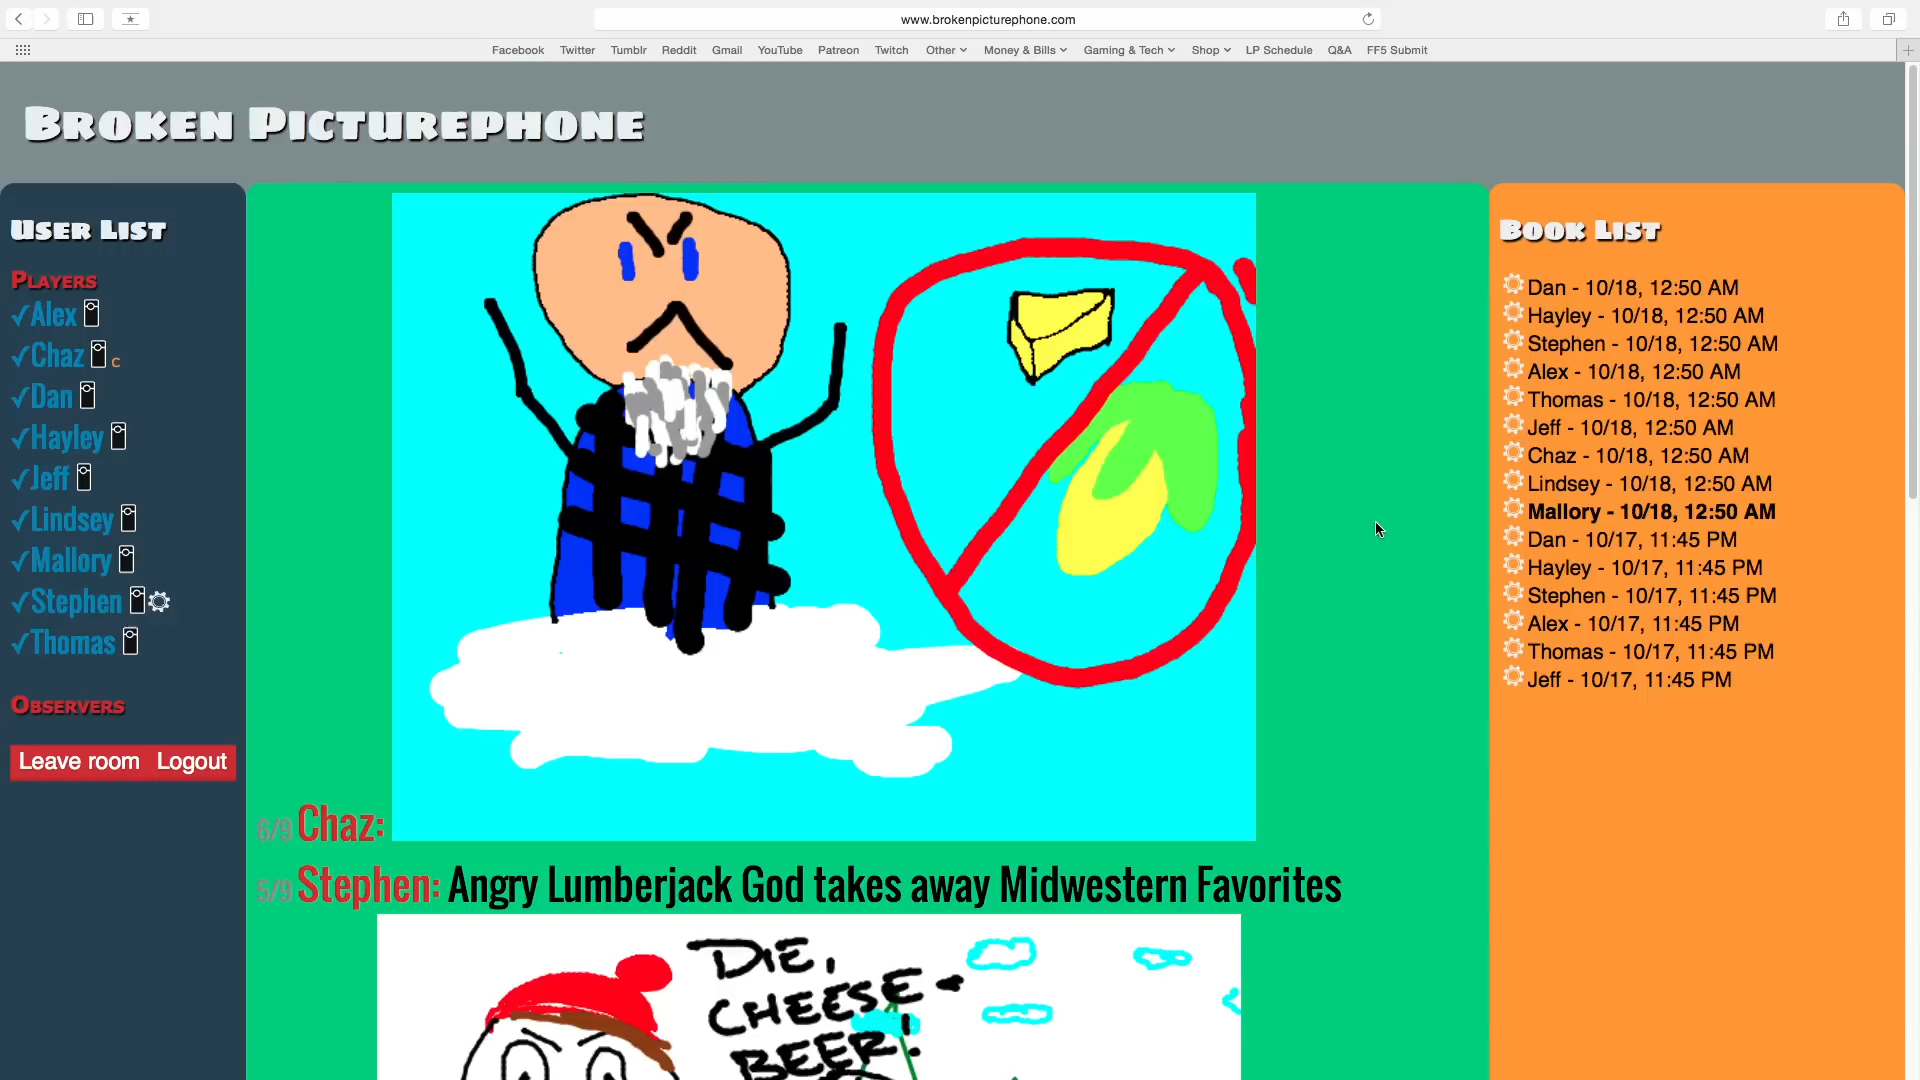 www.brokenpicturephone.com
Facebook Twitter Tumblr Reddit Gmail YouTube Patreon Twitch Other Money & Bills Gaming & Tech Shop LP Schedule Q&A FF5 Submit
Broken Picturephone
User List
Players
✓Alex
✓Chaz c
✓Dan
✓Hayley
✓Jeff
✓Lindsey
✓Mallory
✓Stephen
✓Thomas
Observers
Leave room Logout
6/9 Chaz:
5/9 Stephen: Angry Lumberjack God takes away Midwestern Favorites
DIE,
CHEESE-
BEER!
Book List
Dan - 10/18, 12:50 AM
Hayley - 10/18, 12:50 AM
Stephen - 10/18, 12:50 AM
Alex - 10/18, 12:50 AM
Thomas - 10/18, 12:50 AM
Jeff - 10/18, 12:50 AM
Chaz - 10/18, 12:50 AM
Lindsey - 10/18, 12:50 AM
Mallory - 10/18, 12:50 AM
Dan - 10/17, 11:45 PM
Hayley - 10/17, 11:45 PM
Stephen - 10/17, 11:45 PM
Alex - 10/17, 11:45 PM
Thomas - 10/17, 11:45 PM
Jeff - 10/17, 11:45 PM